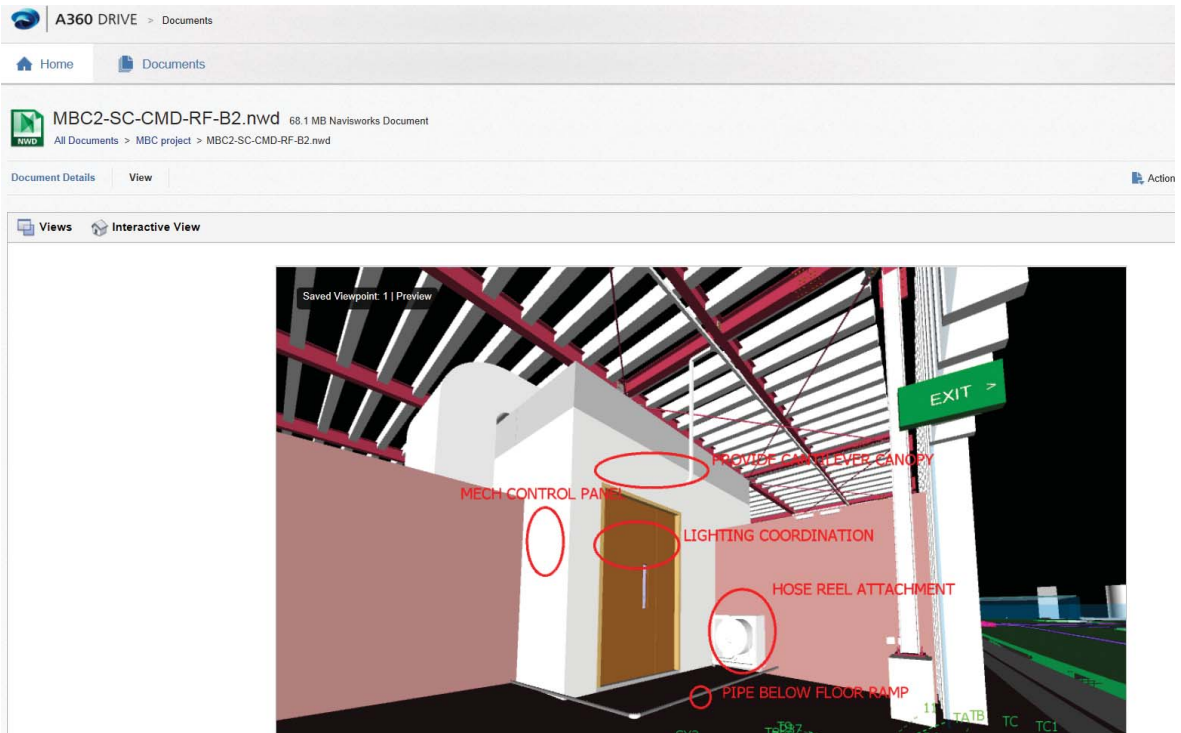 A360 DRIVE > Documents
Home Documents
MBC2-SC-CMD-RF-B2.nwd 68.1 MB Navisworks Document
NWD
All Documents > MBC project > MBC2-SC-CMD-RF-B2.nwd
Document Details View Action
Views Interactive View
Saved Viewpoint: 1 | Preview
EXIT >
PROVIDE CANTILEVER CANOPY
MECH CONTROL PANEL
LIGHTING COORDINATION
HOSE REEL ATTACHMENT
PIPE BELOW FLOOR RAMP
11 TA TB TC TC1